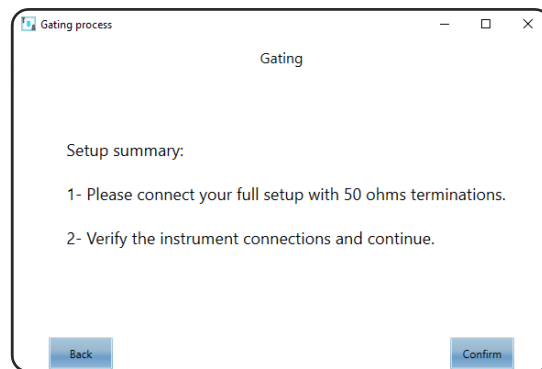 Gating process
Gating
Setup summary:
1- Please connect your full setup with 50 ohms terminations.
2- Verify the instrument connections and continue.
Back
Confirm